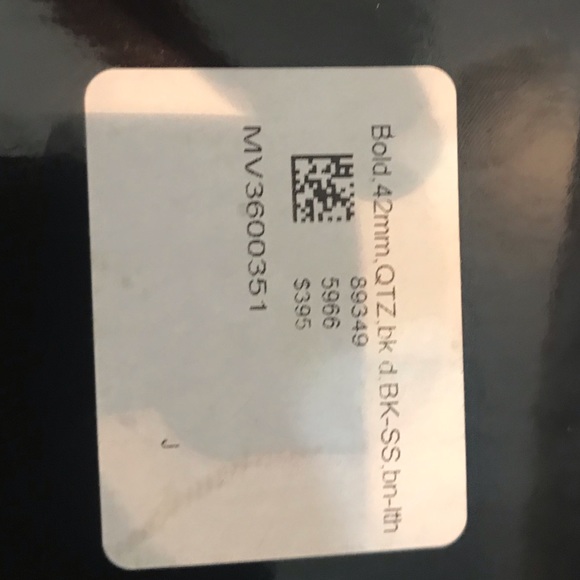 Bold,42mm,QTZ,bk d,BK-SS,bn-lth
89349
5966
$395
MV3600351
J